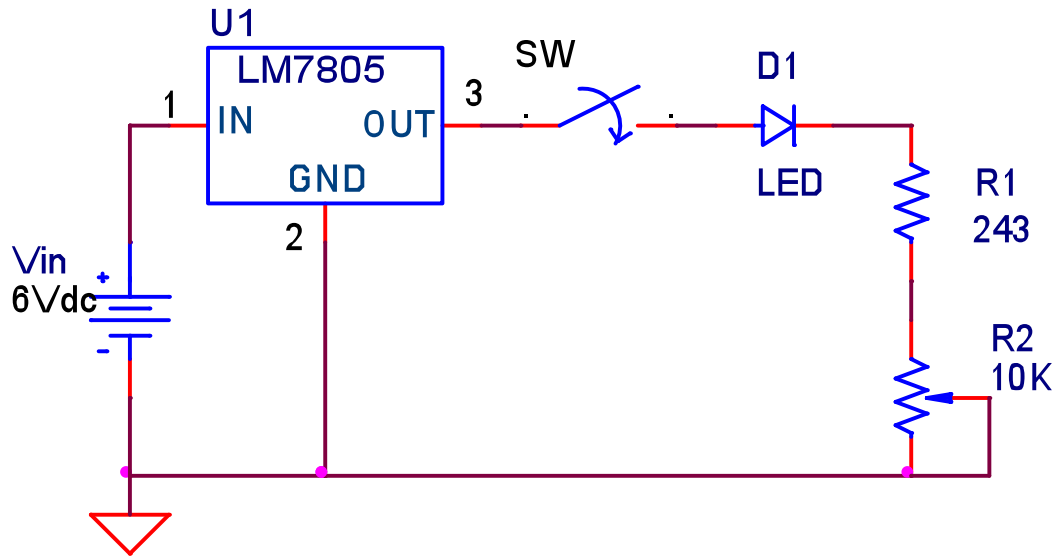 U1
LM7805
1
IN
OUT
3
GND
2
SW
D1
LED
R1
243
Vin
+
6Vdc
-
R2
10K